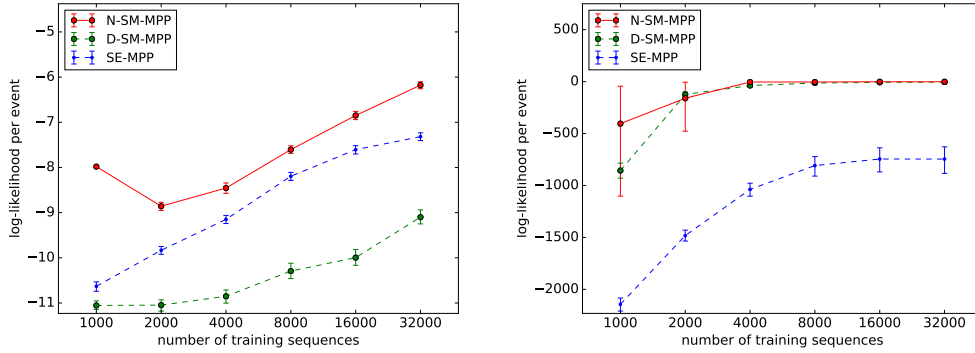 −5
−6
−7
−8
−9
−10
−11
log-likelihood per event
N-SM-MPP
D-SM-MPP
SE-MPP
1000 2000 4000 8000 16000 32000
number of training sequences
500
0
−500
−1000
−1500
−2000
log-likelihood per event
N-SM-MPP
D-SM-MPP
SE-MPP
1000 2000 4000 8000 16000 32000
number of training sequences